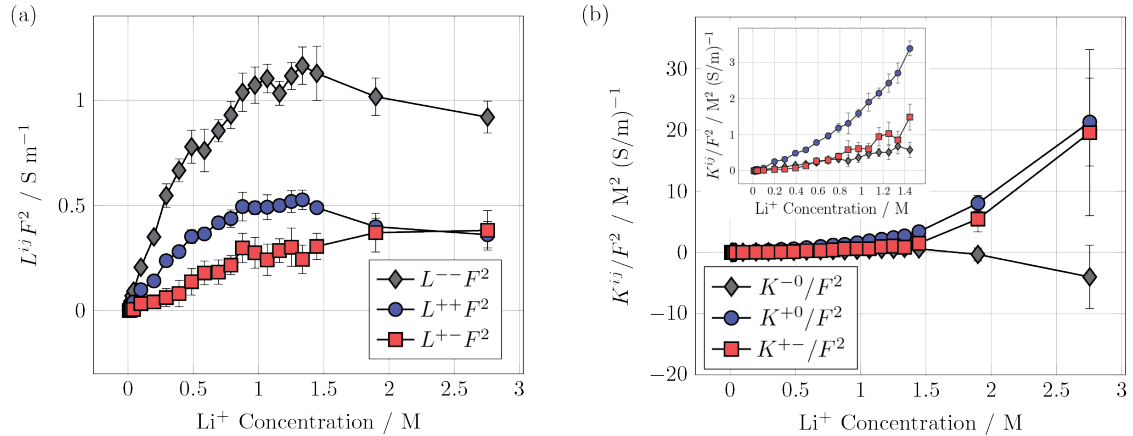 (a)
L^{ij}F^2 / S m^{-1}
1
0.5
0
0 0.5 1 1.5 2 2.5 3
Li^+ Concentration / M
L^{--}F^2
L^{++}F^2
L^{+-}F^2
(b)
K^{ij}/F^2 / M^2 (S/m)^{-1}
30
20
10
0
−10
−20
0 0.5 1 1.5 2 2.5 3
Li^+ Concentration / M
K^{ij}/F^2 / M^2 (S/m)^{-1}
3
2
1
0
0 0.2 0.4 0.6 0.8 1 1.2 1.4
Li^+ Concentration / M
K^{-0}/F^2
K^{+0}/F^2
K^{+-}/F^2